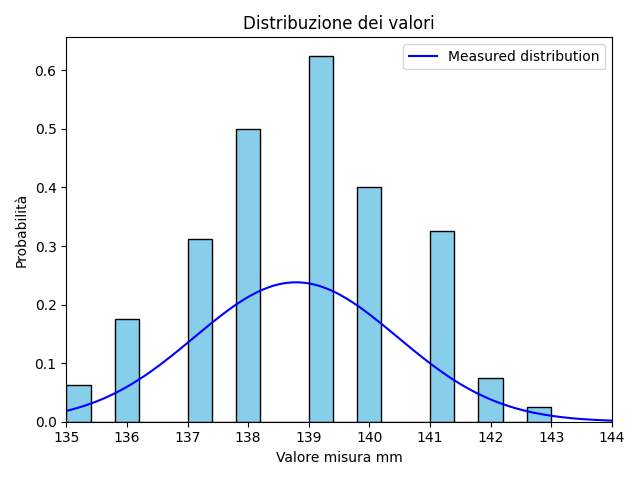 Distribuzione dei valori
Measured distribution
Probabilità
0.6
0.5
0.4
0.3
0.2
0.1
0.0
135 136 137 138 139 140 141 142 143 144
Valore misura mm